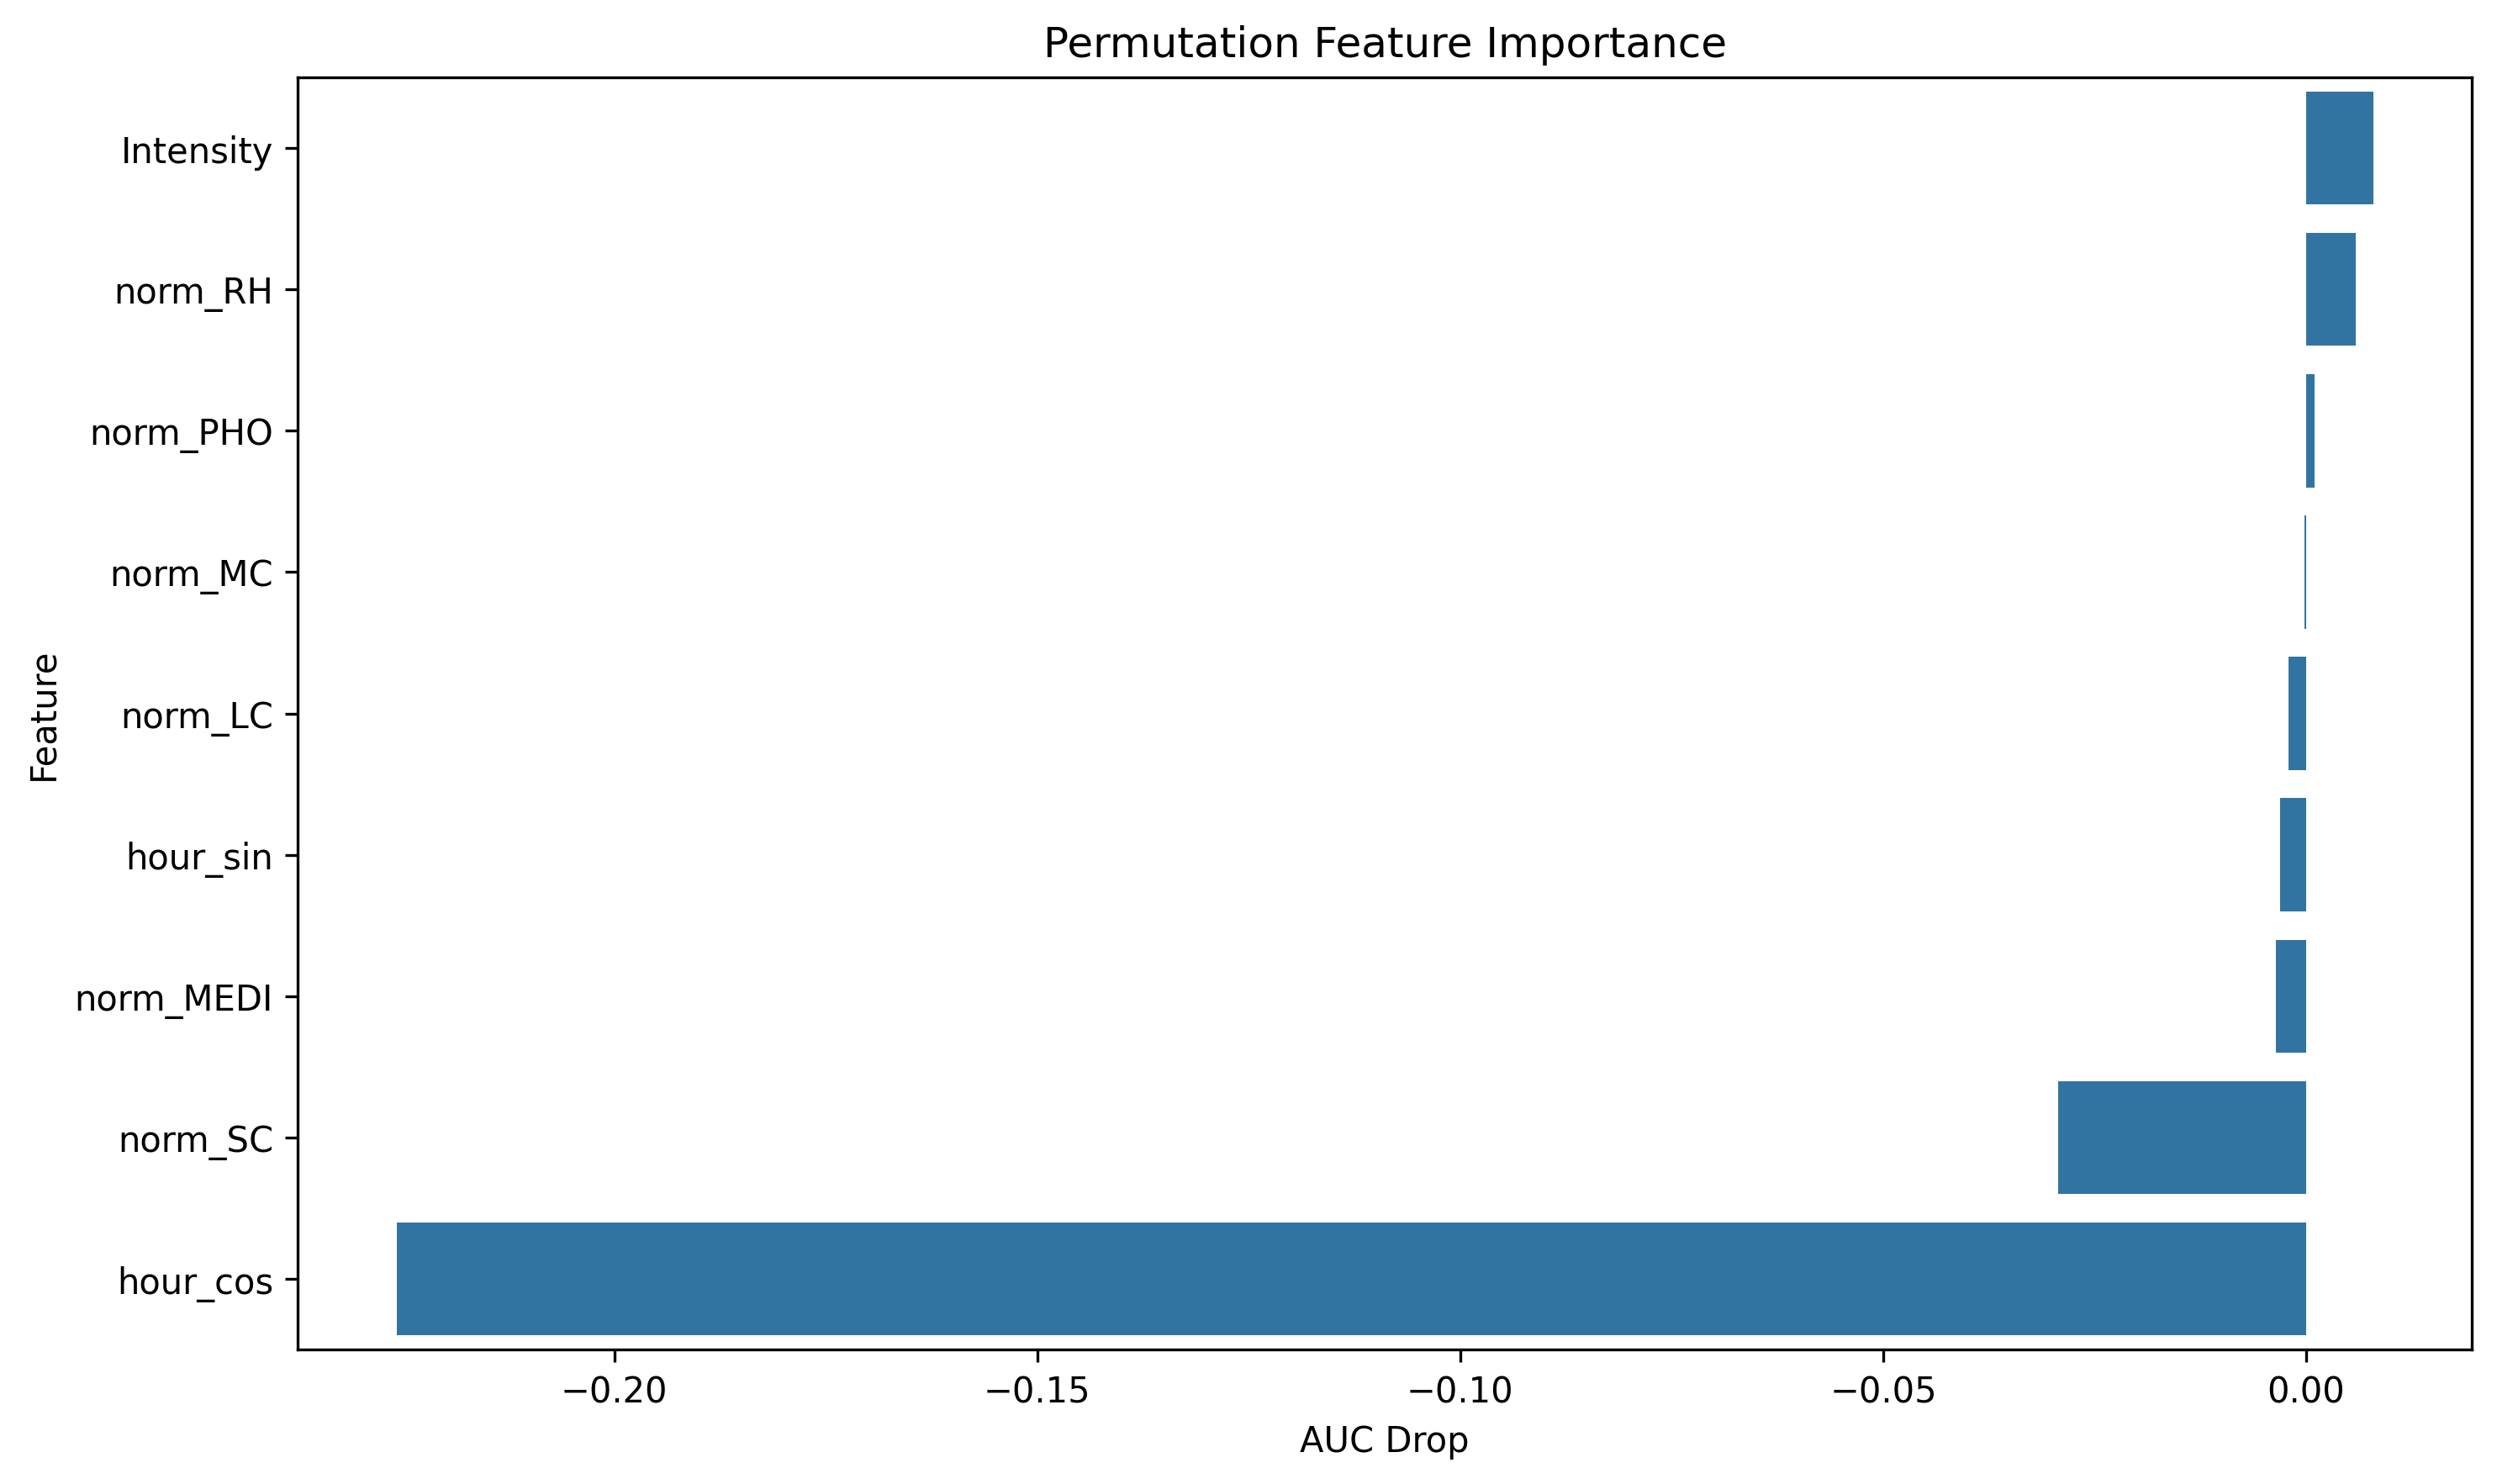 Permutation Feature Importance
Intensity
norm_RH
norm_PHO
norm_MC
norm_LC
hour_sin
norm_MEDI
norm_SC
hour_cos
Feature
−0.20
−0.15
−0.10
−0.05
0.00
AUC Drop